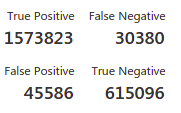 True Positive False Negative
1573823 30380
False Positive True Negative
45586 615096